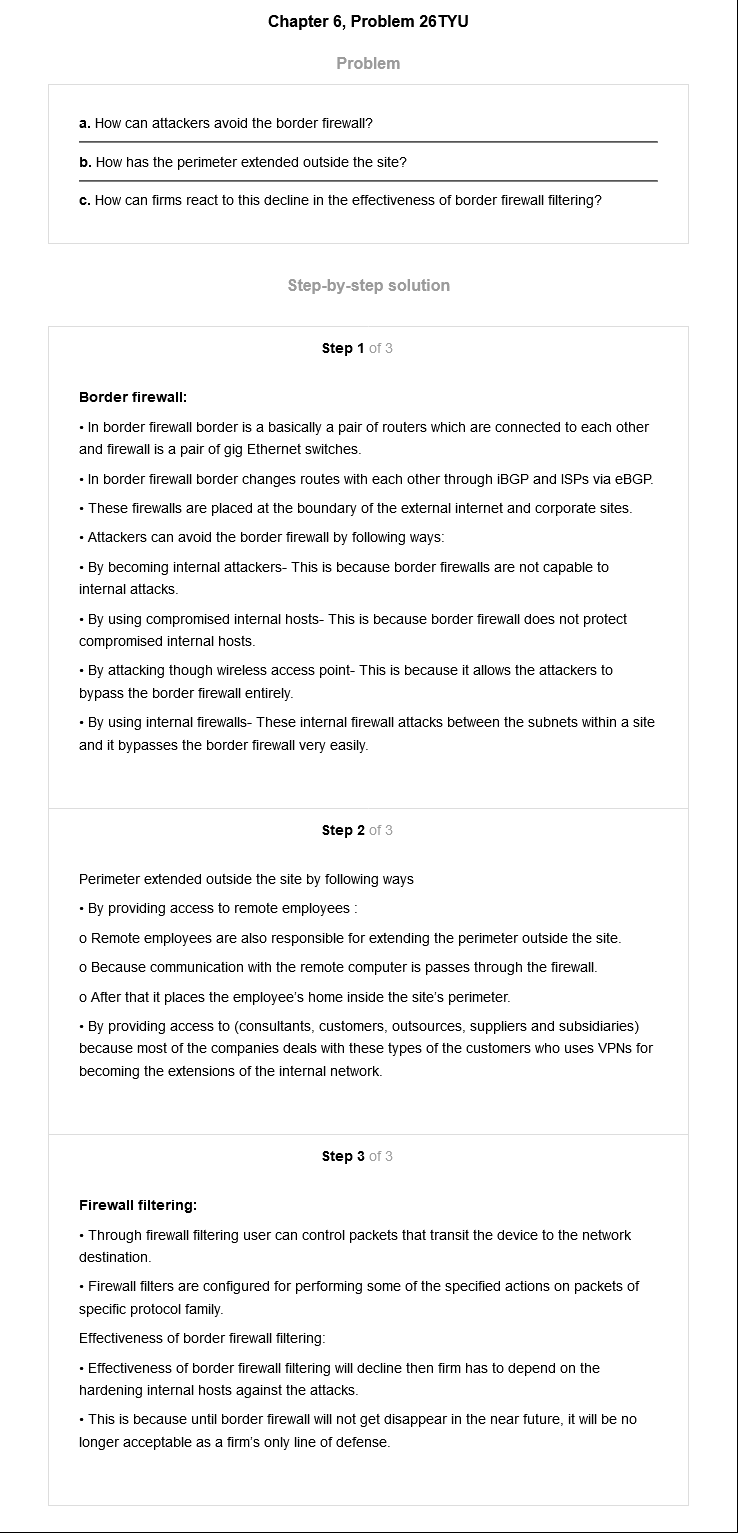 Chapter 6, Problem 26TYU
Problem
a. How can attackers avoid the border firewall?
b. How has the perimeter extended outside the site?
c. How can firms react to this decline in the effectiveness of border firewall filtering?
Step-by-step solution
Step 1 of 3
Border firewall:
• In border firewall border is a basically a pair of routers which are connected to each other
and firewall is a pair of gig Ethernet switches.
• In border firewall border changes routes with each other through iBGP and ISPs via eBGP.
• These firewalls are placed at the boundary of the external internet and corporate sites.
• Attackers can avoid the border firewall by following ways:
• By becoming internal attackers- This is because border firewalls are not capable to
internal attacks.
• By using compromised internal hosts- This is because border firewall does not protect
compromised internal hosts.
• By attacking though wireless access point- This is because it allows the attackers to
bypass the border firewall entirely.
• By using internal firewalls- These internal firewall attacks between the subnets within a site
and it bypasses the border firewall very easily.
Step 2 of 3
Perimeter extended outside the site by following ways
• By providing access to remote employees :
o Remote employees are also responsible for extending the perimeter outside the site.
o Because communication with the remote computer is passes through the firewall.
o After that it places the employee's home inside the site's perimeter.
• By providing access to (consultants, customers, outsources, suppliers and subsidiaries)
because most of the companies deals with these types of the customers who uses VPNs for
becoming the extensions of the internal network.
Step 3 of 3
Firewall filtering:
• Through firewall filtering user can control packets that transit the device to the network
destination.
• Firewall filters are configured for performing some of the specified actions on packets of
specific protocol family.
Effectiveness of border firewall filtering:
• Effectiveness of border firewall filtering will decline then firm has to depend on the
hardening internal hosts against the attacks.
• This is because until border firewall will not get disappear in the near future, it will be no
longer acceptable as a firm's only line of defense.